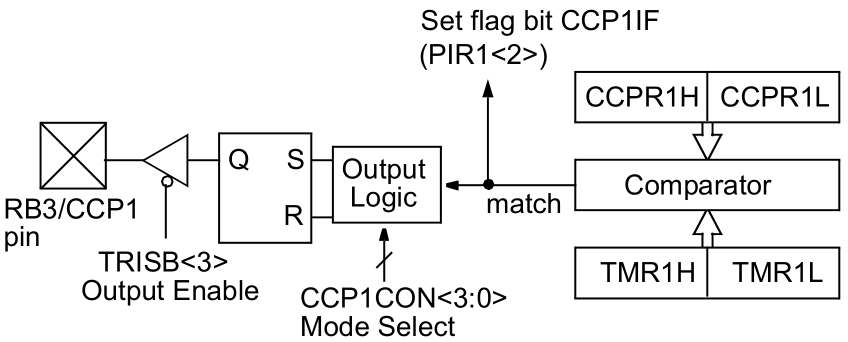 Set flag bit CCP1IF
(PIR1<2>)
CCPR1H CCPR1L
Q S
R
Output
Logic
Comparator
match
RB3/CCP1
pin
TRISB<3>
Output Enable
TMR1H TMR1L
CCP1CON<3:0>
Mode Select